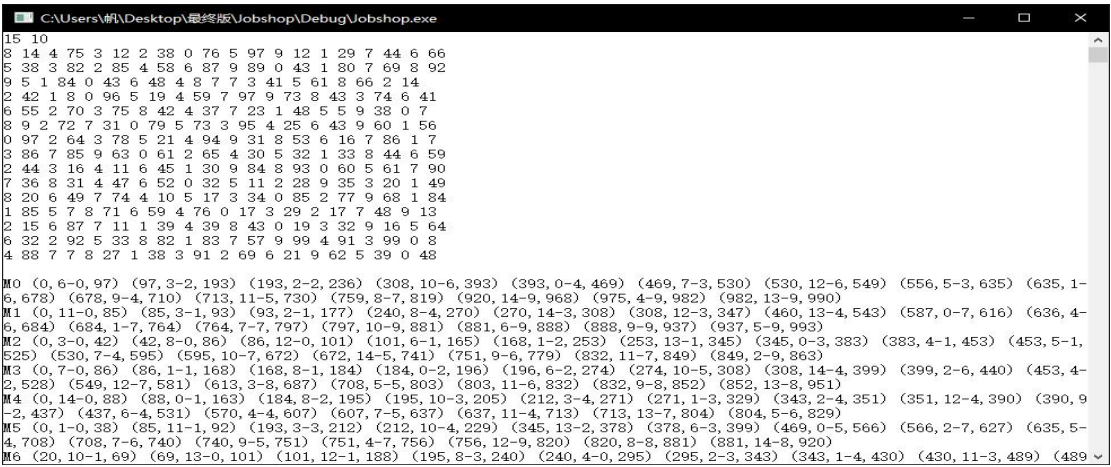 C:\Users\帆\Desktop\最终版\Jobshop\Debug\Jobshop.exe
15 10
8 14 4 75 3 12 2 38 0 76 5 97 9 12 1 29 7 44 6 66
5 38 3 82 2 85 4 58 6 87 9 89 0 43 1 80 7 69 8 92
9 5 1 84 0 43 6 48 4 8 7 7 3 41 5 61 8 66 2 14
2 42 1 8 0 96 5 19 4 59 7 97 9 73 8 43 3 74 6 41
6 55 2 70 3 75 8 42 4 37 7 23 1 48 5 5 9 38 0 7
8 9 2 72 7 31 0 79 5 73 3 95 4 25 6 43 9 60 1 56
0 97 2 64 3 78 5 21 4 94 9 31 8 53 6 16 7 86 1 7
3 86 7 85 9 63 0 61 2 65 4 30 5 32 1 33 8 44 6 59
2 44 3 16 4 11 6 45 1 30 9 84 8 93 0 60 5 61 7 90
7 36 8 31 4 47 6 52 0 32 5 11 2 28 9 35 3 20 1 49
8 20 6 49 7 74 4 10 5 17 3 34 0 85 2 77 9 68 1 84
1 85 5 7 8 71 6 59 4 76 0 17 3 29 2 17 7 48 9 13
2 15 6 87 7 11 1 39 4 39 8 43 0 19 3 32 9 16 5 64
6 32 2 92 5 33 8 82 1 83 7 57 9 99 4 91 3 99 0 8
4 88 7 7 8 27 1 38 3 91 2 69 6 21 9 62 5 39 0 48
M0 (0,6-0,97) (97,3-2,193) (193,2-2,236) (308,10-6,393) (393,0-4,469) (469,7-3,530) (530,12-6,549) (556,5-3,635) (635,1-
6,678) (678,9-4,710) (713,11-5,730) (759,8-7,819) (920,14-9,968) (975,4-9,982) (982,13-9,990)
M1 (0,11-0,85) (85,3-1,93) (93,2-1,177) (240,8-4,270) (270,14-3,308) (308,12-3,347) (460,13-4,543) (587,0-7,616) (636,4-
6,684) (684,1-7,764) (764,7-7,797) (797,10-9,881) (881,6-9,888) (888,9-9,937) (937,5-9,993)
M2 (0,3-0,42) (42,8-0,86) (86,12-0,101) (101,6-1,165) (168,1-2,253) (253,13-1,345) (345,0-3,383) (383,4-1,453) (453,5-1,
525) (530,7-4,595) (595,10-7,672) (672,14-5,741) (751,9-6,779) (832,11-7,849) (849,2-9,863)
M3 (0,7-0,86) (86,1-1,168) (168,8-1,184) (184,0-2,196) (196,6-2,274) (274,10-5,308) (308,14-4,399) (399,2-6,440) (453,4-
2,528) (549,12-7,581) (613,3-8,687) (708,5-5,803) (803,11-6,832) (832,9-8,852) (852,13-8,951)
M4 (0,14-0,88) (88,0-1,163) (184,8-2,195) (195,10-3,205) (212,3-4,271) (271,1-3,329) (343,2-4,351) (351,12-4,390) (390,9
-2,437) (437,6-4,531) (570,4-4,607) (607,7-5,637) (637,11-4,713) (713,13-7,804) (804,5-6,829)
M5 (0,1-0,38) (85,11-1,92) (193,3-3,212) (212,10-4,229) (345,13-2,378) (378,6-3,399) (469,0-5,566) (566,2-7,627) (635,5-
4,708) (708,7-6,740) (740,9-5,751) (751,4-7,756) (756,12-9,820) (820,8-8,881) (881,14-8,920)
M6 (20,10-1,69) (69,13-0,101) (101,12-1,188) (195,8-3,240) (240,4-0,295) (295,2-3,343) (343,1-4,430) (430,11-3,489) (489